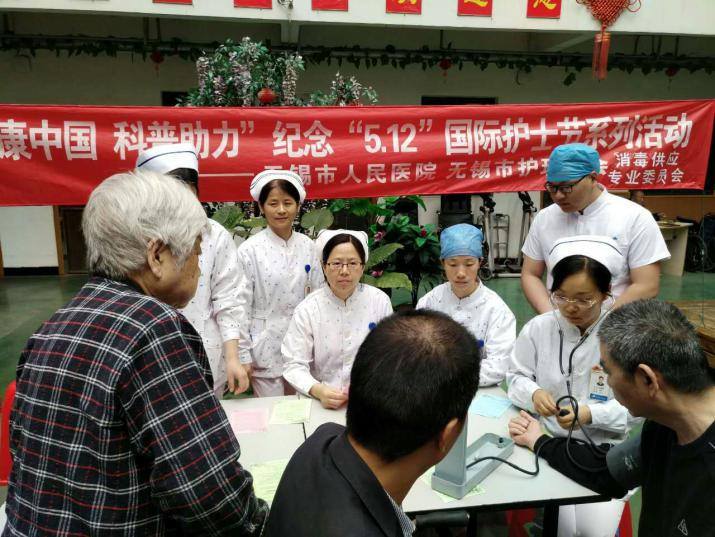 康中国 科普助力” 纪念 “5.12” 国际护士节系列活动
无锡市人民医院 无锡市护理 消毒供应
专业委员会